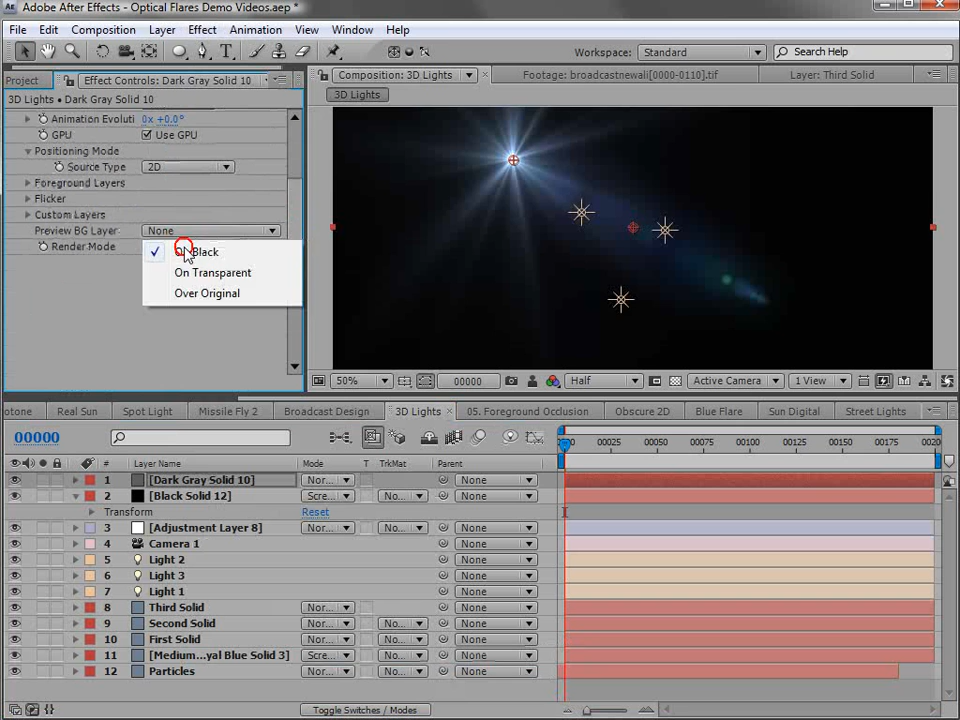 Ae Adobe After Effects - Optical Flares Demo Videos.aep *
File Edit Composition Layer Effect Animation View Window Help
Workspace: Standard Search Help
Project Effect Controls: Dark Gray Solid 10 Composition: 3D Lights Footage: broadcastnewali[0000-0110].tif Layer: Third Solid
3D Lights • Dark Gray Solid 10 3D Lights
Animation Evoluti 0x +0.0°
GPU Use GPU
Positioning Mode
Source Type 2D
Foreground Layers
Flicker
Custom Layers
Preview BG Layer: None
Render Mode
On Black
On Transparent
Over Original
50% 00000 Half Active Camera 1 View
otone Real Sun Spot Light Missile Fly 2 Broadcast Design 3D Lights 05. Foreground Occlusion Obscure 2D Blue Flare Sun Digital Street Lights
00000 00025 00050 00075 00100 00125 00150 00175 0020
# Layer Name Mode T TrkMat Parent
1 [Dark Gray Solid 10] Nor... None
2 [Black Solid 12] Scre... No... None
Transform Reset
3 [Adjustment Layer 8] Nor... No... None
4 Camera 1 None
5 Light 2 None
6 Light 3 None
7 Light 1 None
8 Third Solid Nor... No... None
9 Second Solid Nor... No... None
10 First Solid Nor... No... None
11 [Medium...yal Blue Solid 3] Scre... No... None
12 Particles Nor... No... None
Toggle Switches / Modes